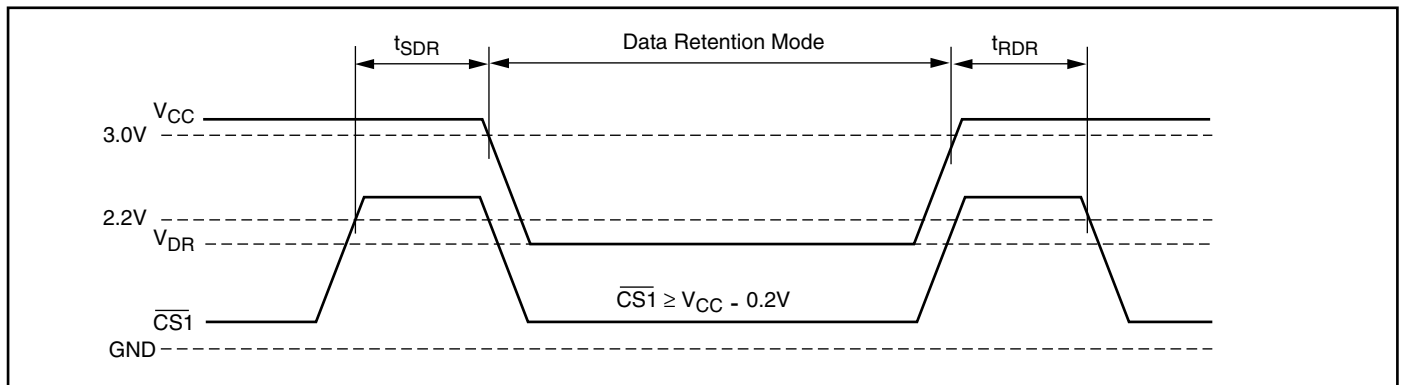 tSDR Data Retention Mode tRDR
VCC
3.0V
2.2V
VDR
CS1 ≥ VCC - 0.2V
CS1
GND